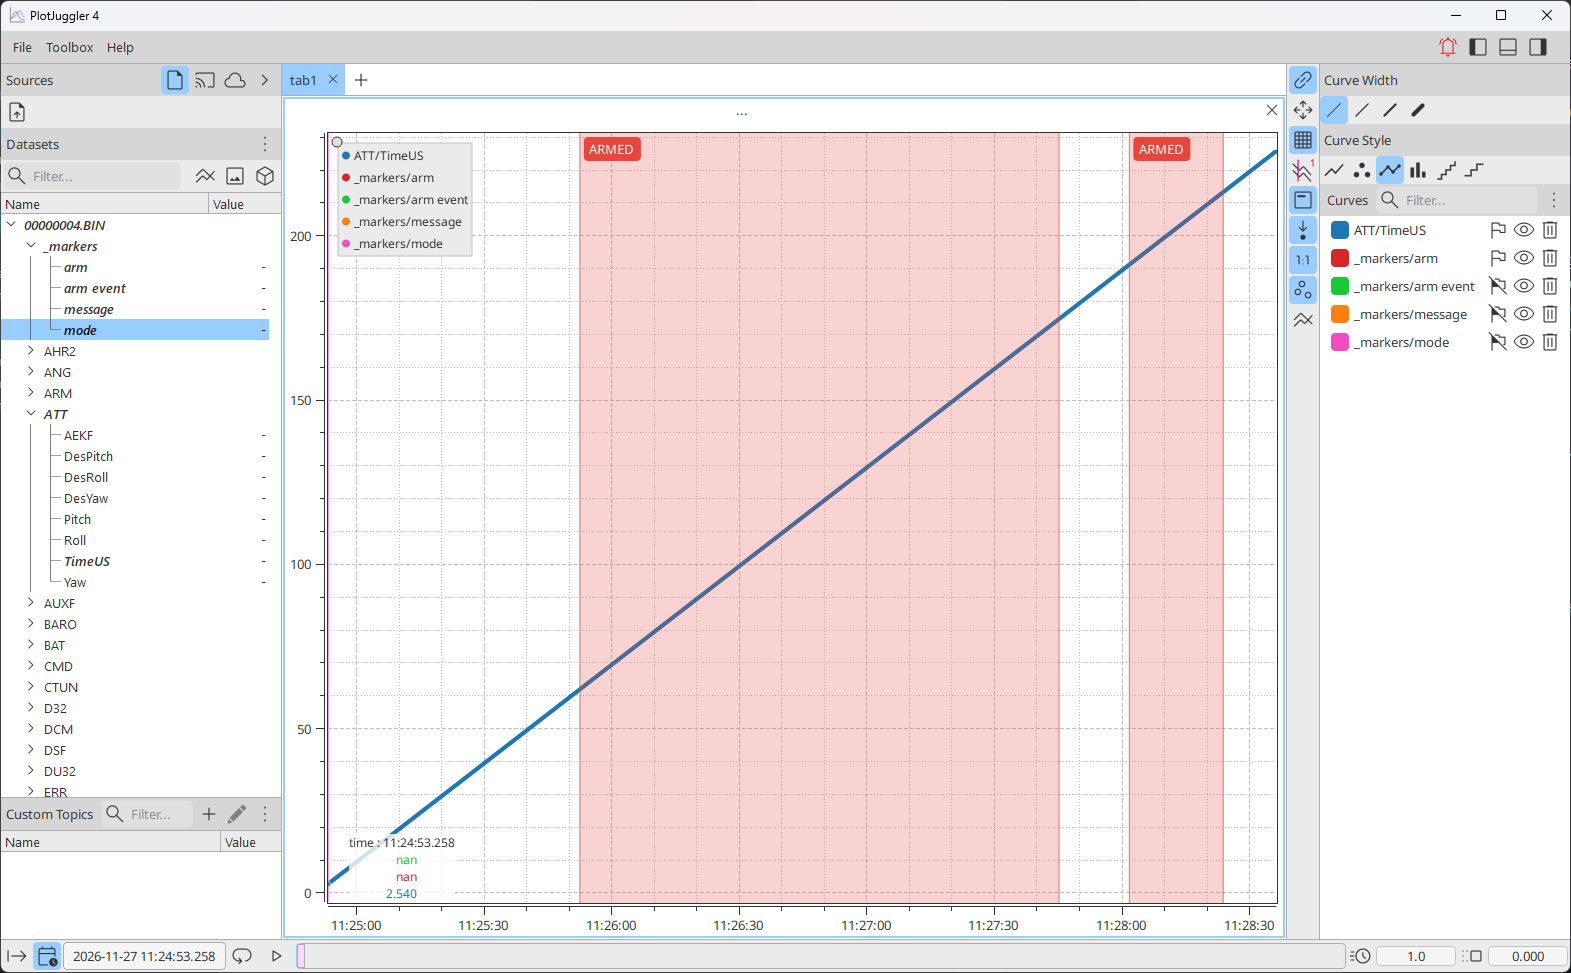 PlotJuggler 4
File Toolbox Help
Sources
tab1
Curve Width
...
Datasets
Filter...
Name Value
00000004.BIN
_markers
arm -
arm event -
message -
mode -
AHR2
ANG
ARM
ATT
AEKF -
DesPitch -
DesRoll -
DesYaw -
Pitch -
Roll -
TimeUS -
Yaw -
AUXF
BARO
BAT
CMD
CTUN
D32
DCM
DSF
DU32
ERR
Custom Topics Filter...
Name Value
ATT/TimeUS
_markers/arm
_markers/arm event
_markers/message
_markers/mode
ARMED
ARMED
200
150
100
50
0
time : 11:24:53.258
nan
nan
2.540
11:25:00 11:25:30 11:26:00 11:26:30 11:27:00 11:27:30 11:28:00 11:28:30
1
1:1
Curve Style
Curves Filter...
ATT/TimeUS
_markers/arm
_markers/arm event
_markers/message
_markers/mode
2026-11-27 11:24:53.258
1.0
0.000